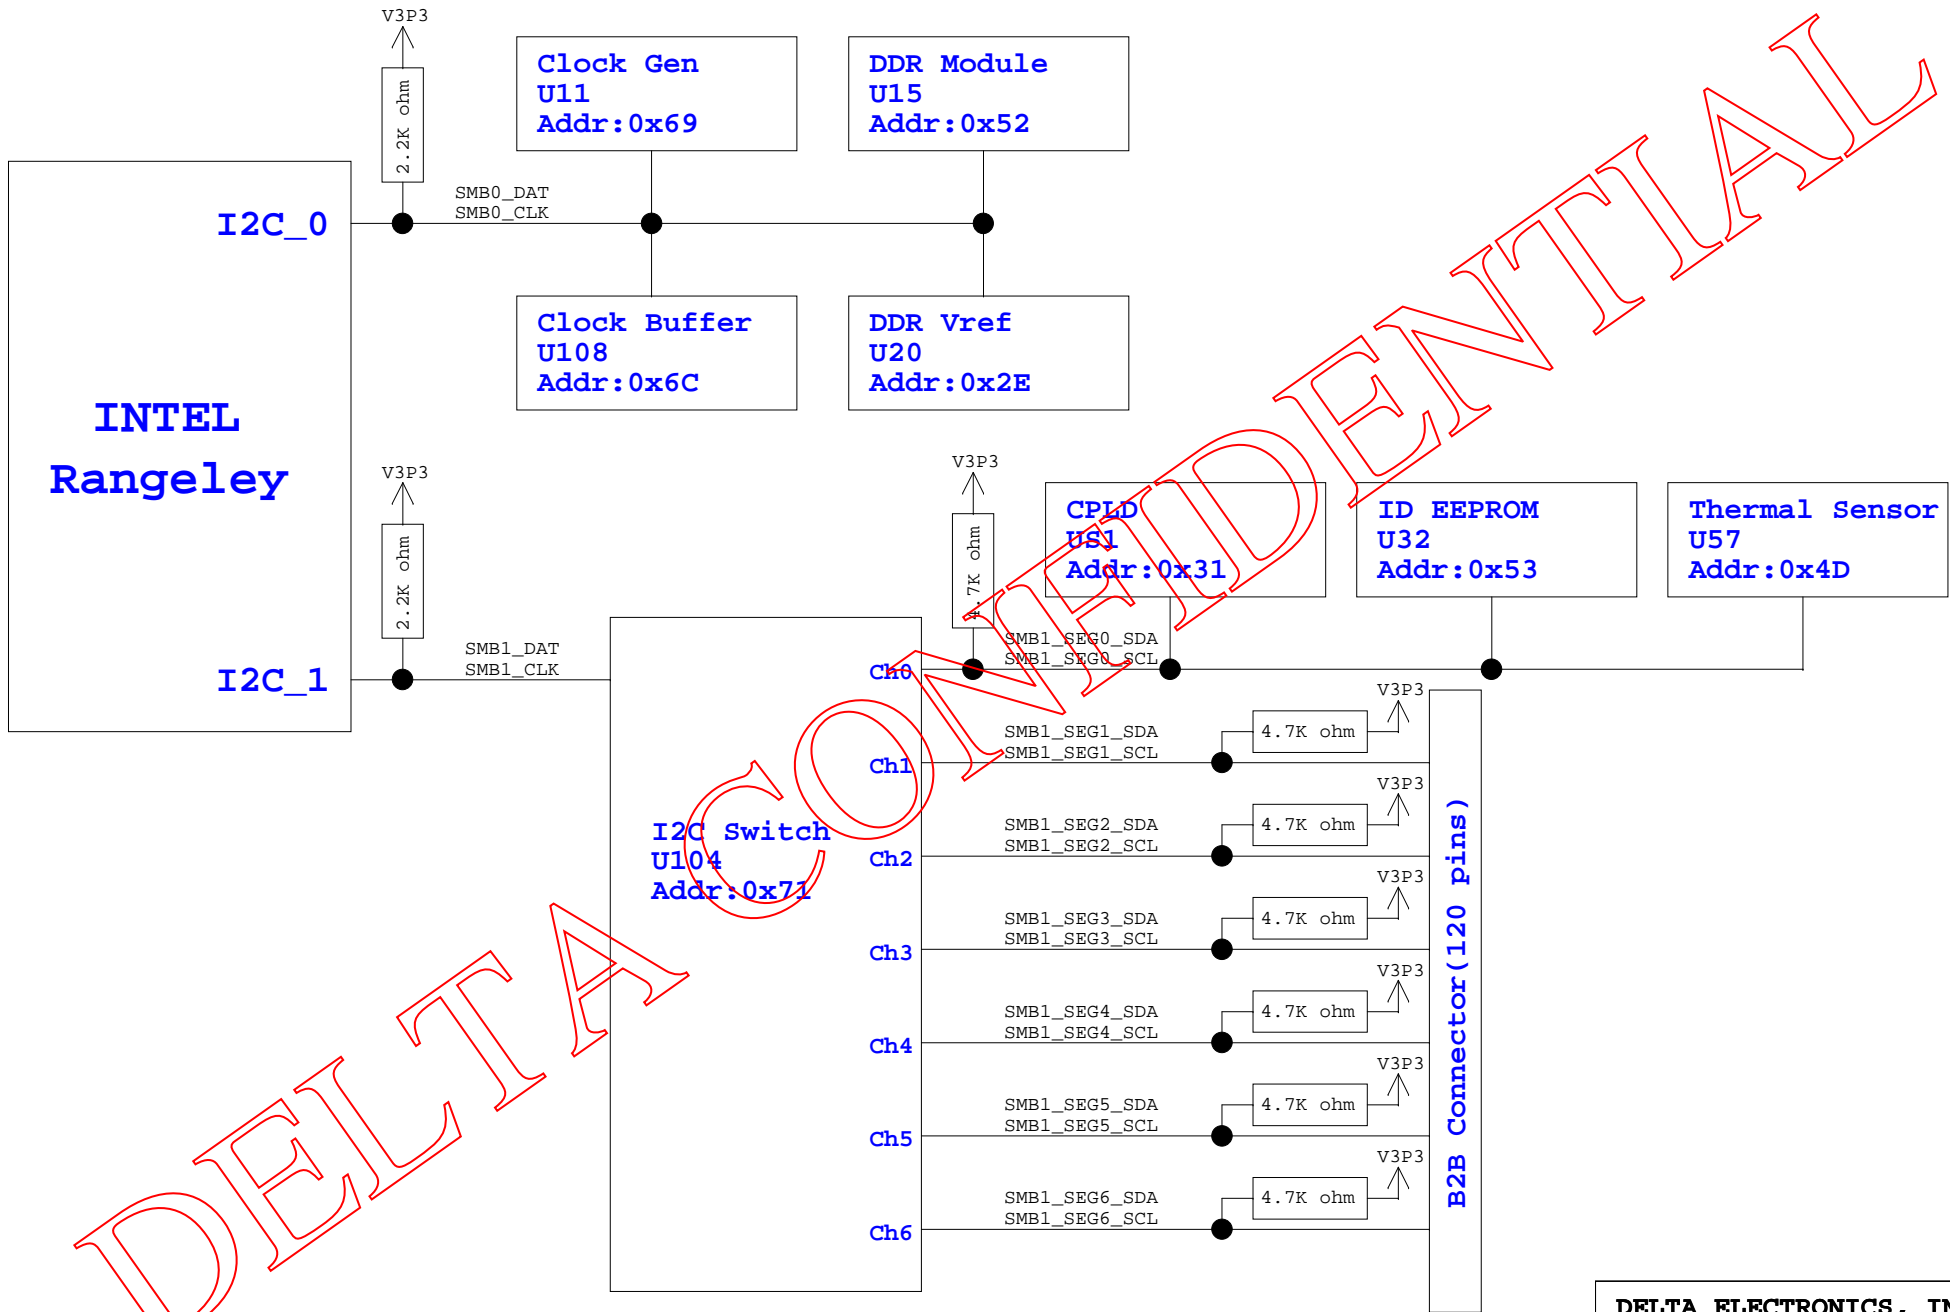 V3P3
2.2K ohm
Clock Gen
U11
Addr:0x69
DDR Module
U15
Addr:0x52
I2C_0
SMB0_DAT
SMB0_CLK
Clock Buffer
U108
Addr:0x6C
DDR Vref
U20
Addr:0x2E
INTEL
Rangeley
V3P3
2.2K ohm
I2C_1
SMB1_DAT
SMB1_CLK
V3P3
4.7K ohm
CPLD
US1
Addr:0x31
ID EEPROM
U32
Addr:0x53
Thermal Sensor
U57
Addr:0x4D
I2C Switch
U104
Addr:0x71
Ch0
SMB1_SEG0_SDA
SMB1_SEG0_SCL
Ch1
SMB1_SEG1_SDA
SMB1_SEG1_SCL
4.7K ohm
V3P3
Ch2
SMB1_SEG2_SDA
SMB1_SEG2_SCL
4.7K ohm
V3P3
Ch3
SMB1_SEG3_SDA
SMB1_SEG3_SCL
4.7K ohm
V3P3
Ch4
SMB1_SEG4_SDA
SMB1_SEG4_SCL
4.7K ohm
V3P3
Ch5
SMB1_SEG5_SDA
SMB1_SEG5_SCL
4.7K ohm
V3P3
Ch6
SMB1_SEG6_SDA
SMB1_SEG6_SCL
4.7K ohm
V3P3
B2B Connector(120 pins)
DELTA CONFIDENTIAL
DELTA ELECTRONICS, IN